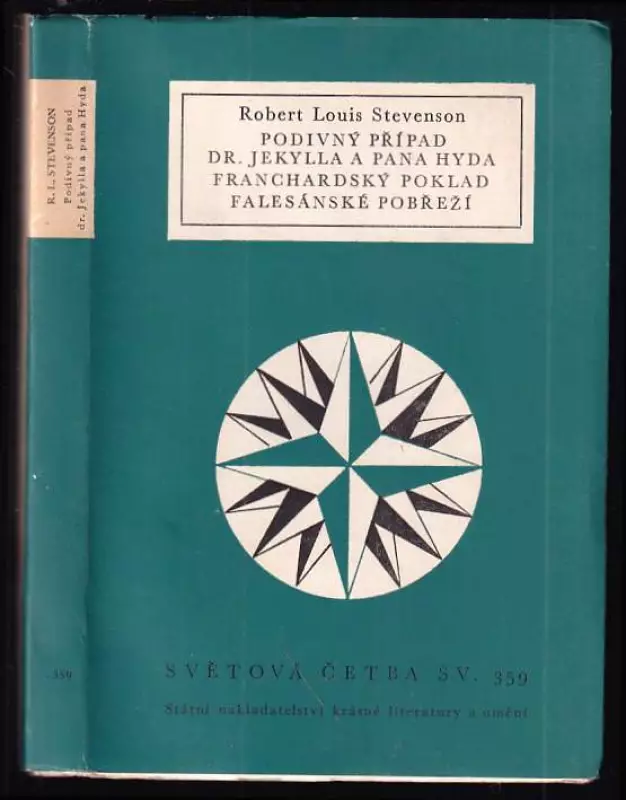 R. L. STEVENSON
Podivný případ
dr. Jekylla a pana Hyda
Robert Louis Stevenson
PODIVNÝ PŘÍPAD
DR. JEKYLLA A PANA HYDA
FRANCHARDSKÝ POKLAD
FALESÁNSKÉ POBŘEŽÍ
359
SVĚTOVÁ ČETBA SV. 359
Státní nakladatelství krásné literatury a umění